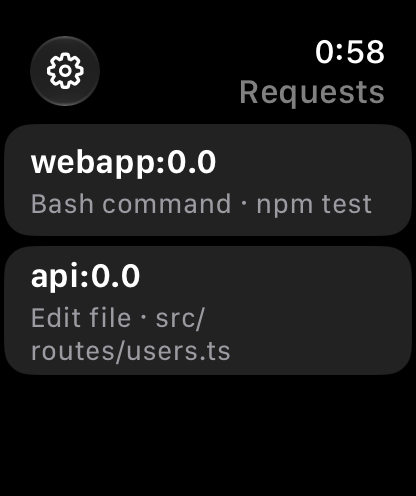 0:58
Requests
webapp:0.0
Bash command · npm test
api:0.0
Edit file · src/
routes/users.ts